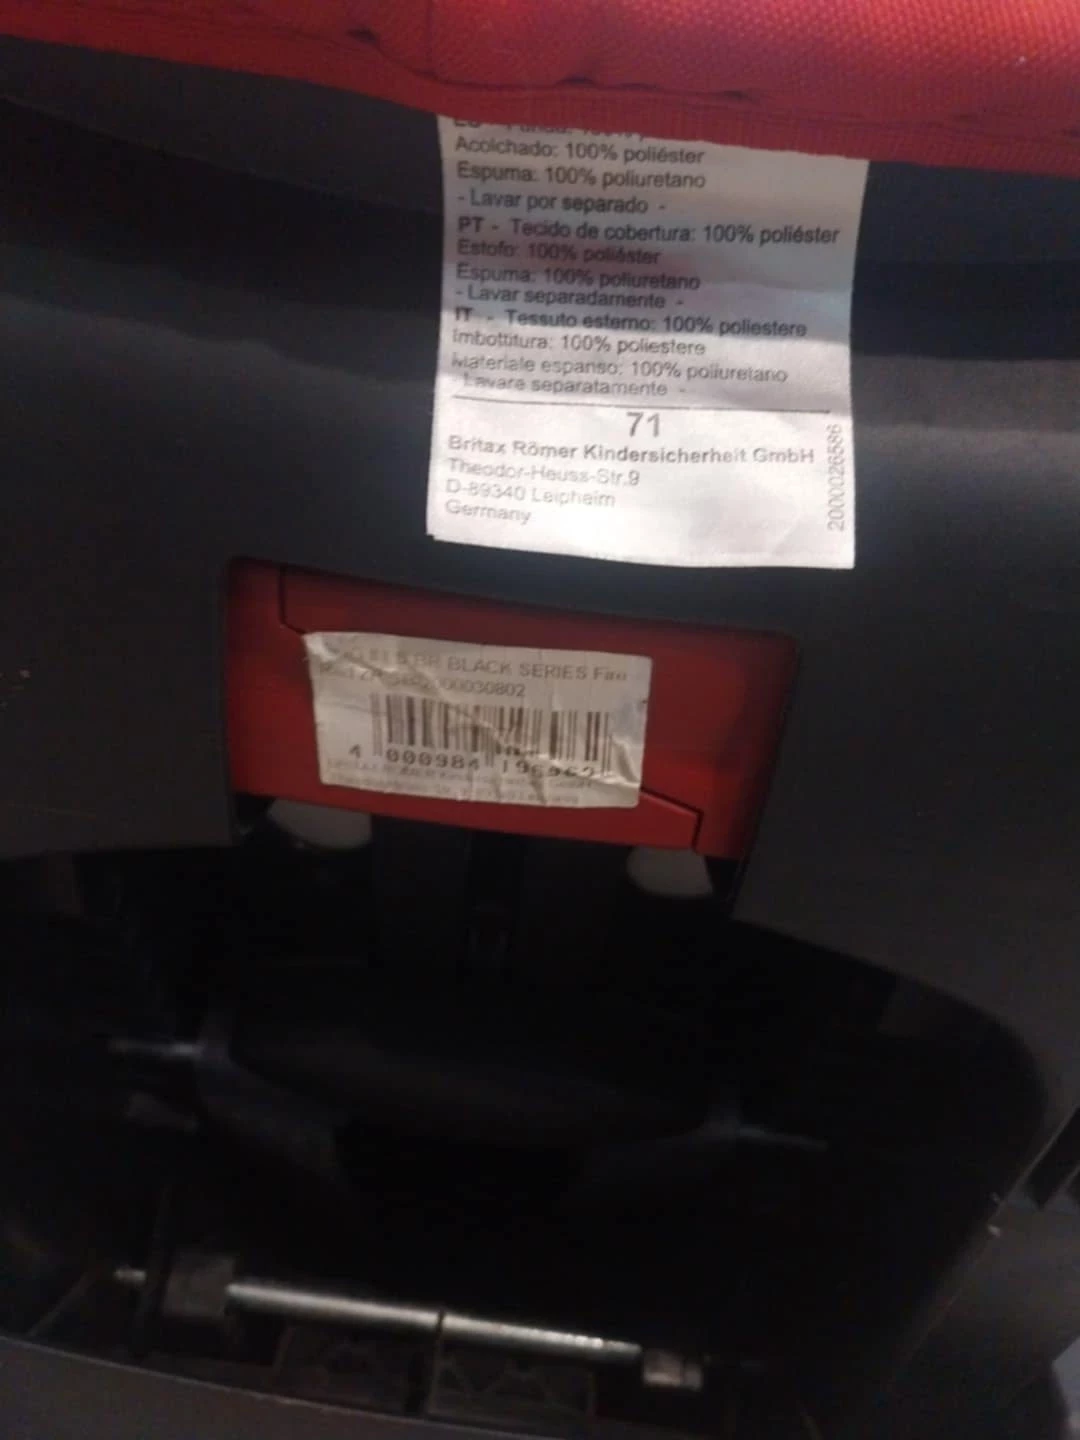 Acolchado: 100% poliéster
Espuma: 100% poliuretano
- Lavar por separado -
PT - Tecido de cobertura: 100% poliéster
Estofo: 100% poliéster
Espuma: 100% poliuretano
- Lavar separadamente -
IT - Tessuto esterno: 100% poliestere
Imbottitura: 100% poliestere
Materiale espanso: 100% poliuretano
- Lavare separatamente -
71
Britax Römer Kindersicherheit GmbH
Theodor-Heuss-Str.9
D-89340 Leipheim
Germany
2000026586
BR BLACK SERIES Fire
4 000984